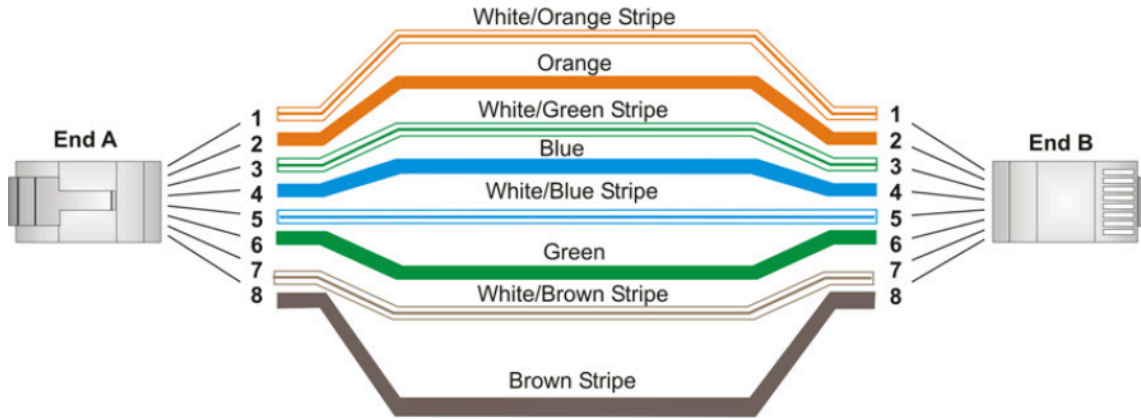 White/Orange Stripe
Orange
White/Green Stripe
Blue
White/Blue Stripe
Green
White/Brown Stripe
Brown Stripe
End A
1
2
3
4
5
6
7
8
End B
1
2
3
4
5
6
7
8